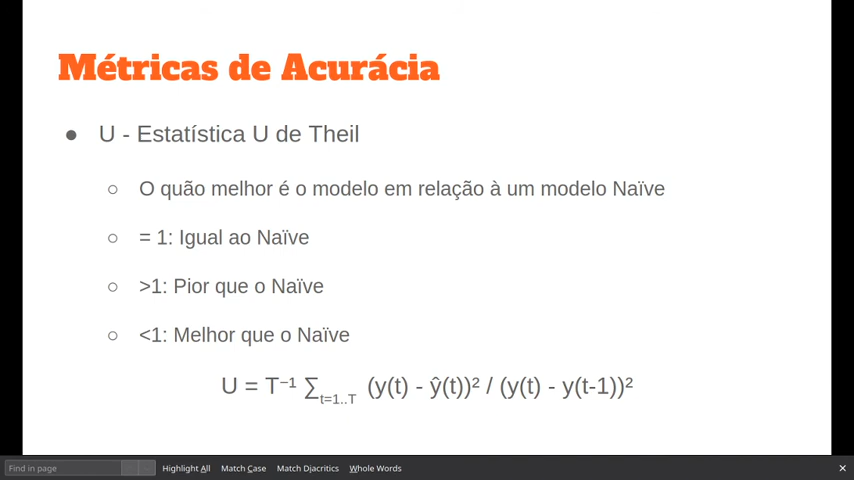 Métricas de Acurácia
● U - Estatística U de Theil
○ O quão melhor é o modelo em relação à um modelo Naïve
○ = 1: Igual ao Naïve
○ >1: Pior que o Naïve
○ <1: Melhor que o Naïve
U = T⁻¹ ∑t=1..T (y(t) - ŷ(t))² / (y(t) - y(t-1))²
Find in page Highlight All Match Case Match Diacritics Whole Words